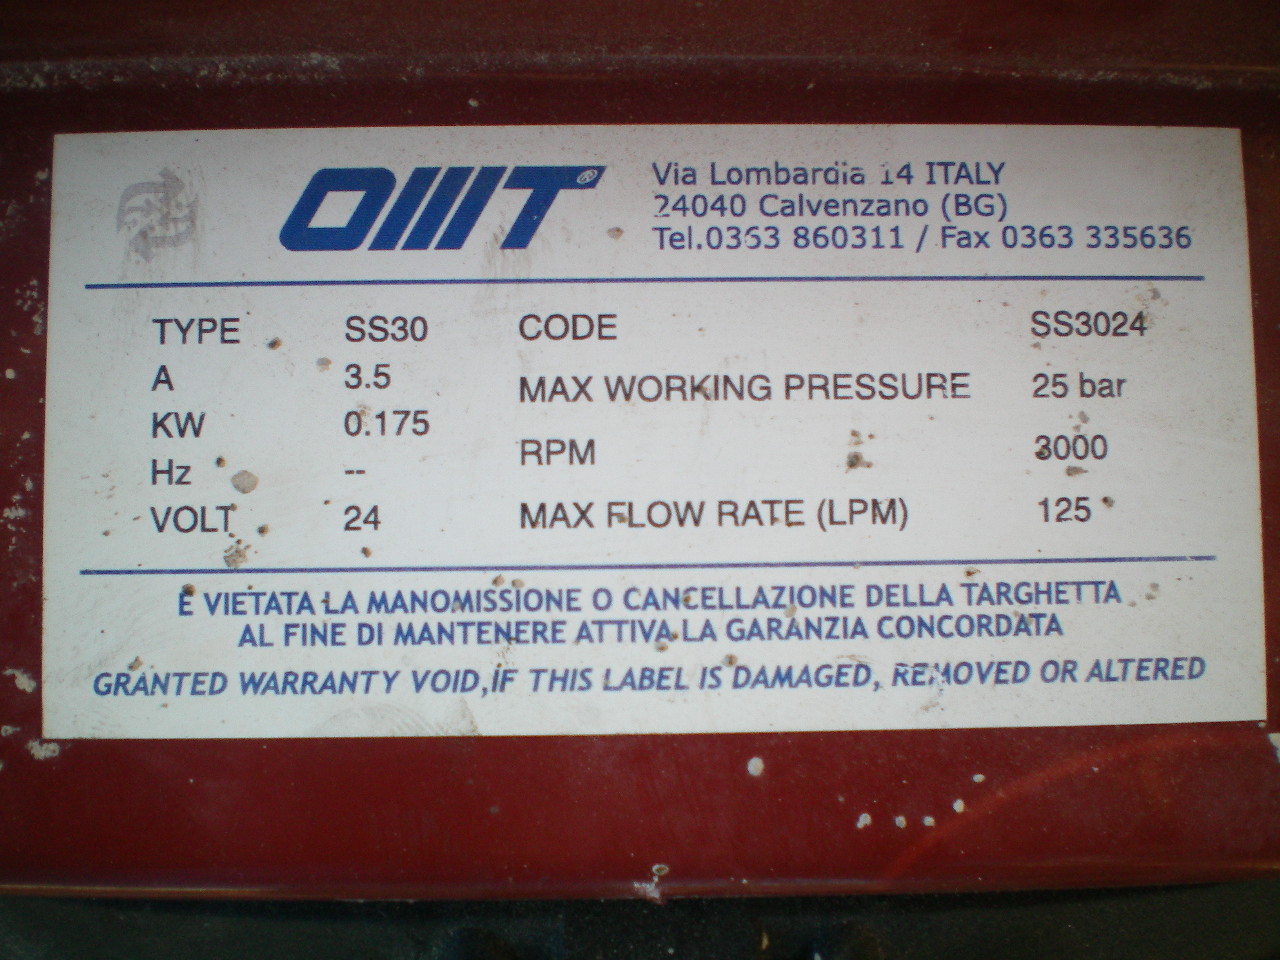 OMT®
Via Lombardia 14 ITALY
24040 Calvenzano (BG)
Tel.0363 860311 / Fax 0363 335636
TYPE SS30 CODE SS3024
A 3.5 MAX WORKING PRESSURE 25 bar
KW 0.175
Hz -- RPM 3000
VOLT 24 MAX FLOW RATE (LPM) 125
È VIETATA LA MANOMISSIONE O CANCELLAZIONE DELLA TARGHETTA
AL FINE DI MANTENERE ATTIVA LA GARANZIA CONCORDATA
GRANTED WARRANTY VOID,IF THIS LABEL IS DAMAGED, REMOVED OR ALTERED